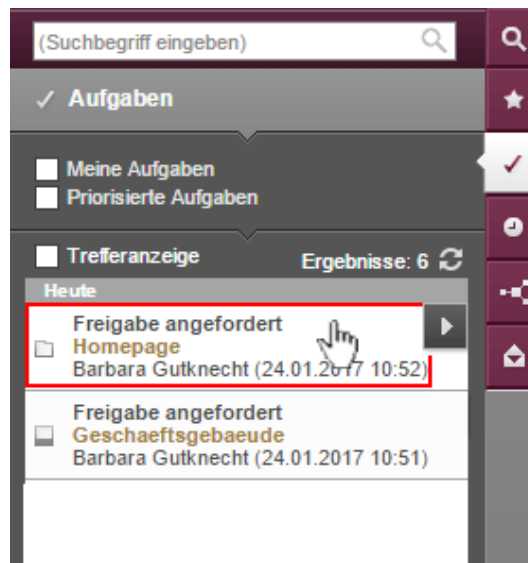 (Suchbegriff eingeben)
Aufgaben
Meine Aufgaben
Priorisierte Aufgaben
Trefferanzeige
Ergebnisse: 6
Heute
Freigabe angefordert
Homepage
Barbara Gutknecht (24.01.2017 10:52)
Freigabe angefordert
Geschaeftsgebaeude
Barbara Gutknecht (24.01.2017 10:51)